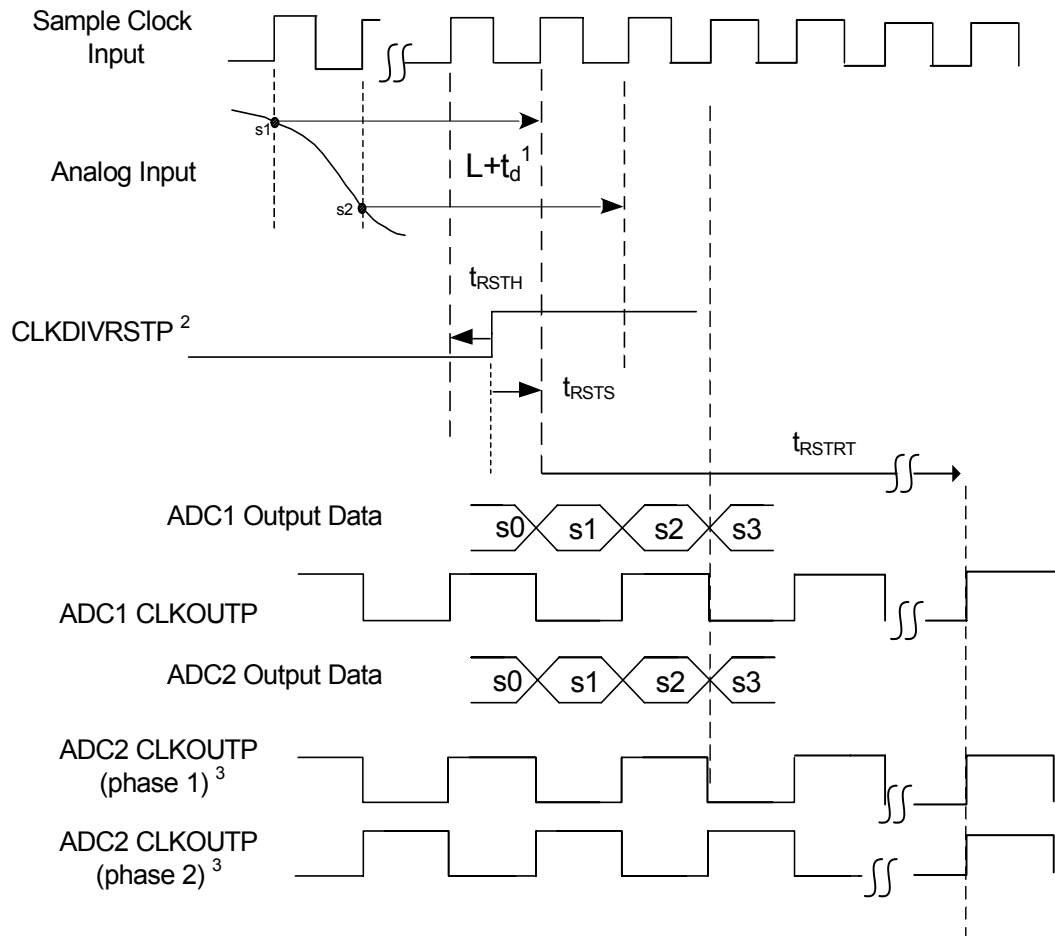 Sample Clock
Input
s1
Analog Input
L+td1
s2
tRSTH
CLKDIVRSTP 2
tRSTS
tRSTRT
ADC1 Output Data
s0 s1 s2 s3
ADC1 CLKOUTP
ADC2 Output Data
s0 s1 s2 s3
ADC2 CLKOUTP
(phase 1) 3
ADC2 CLKOUTP
(phase 2) 3